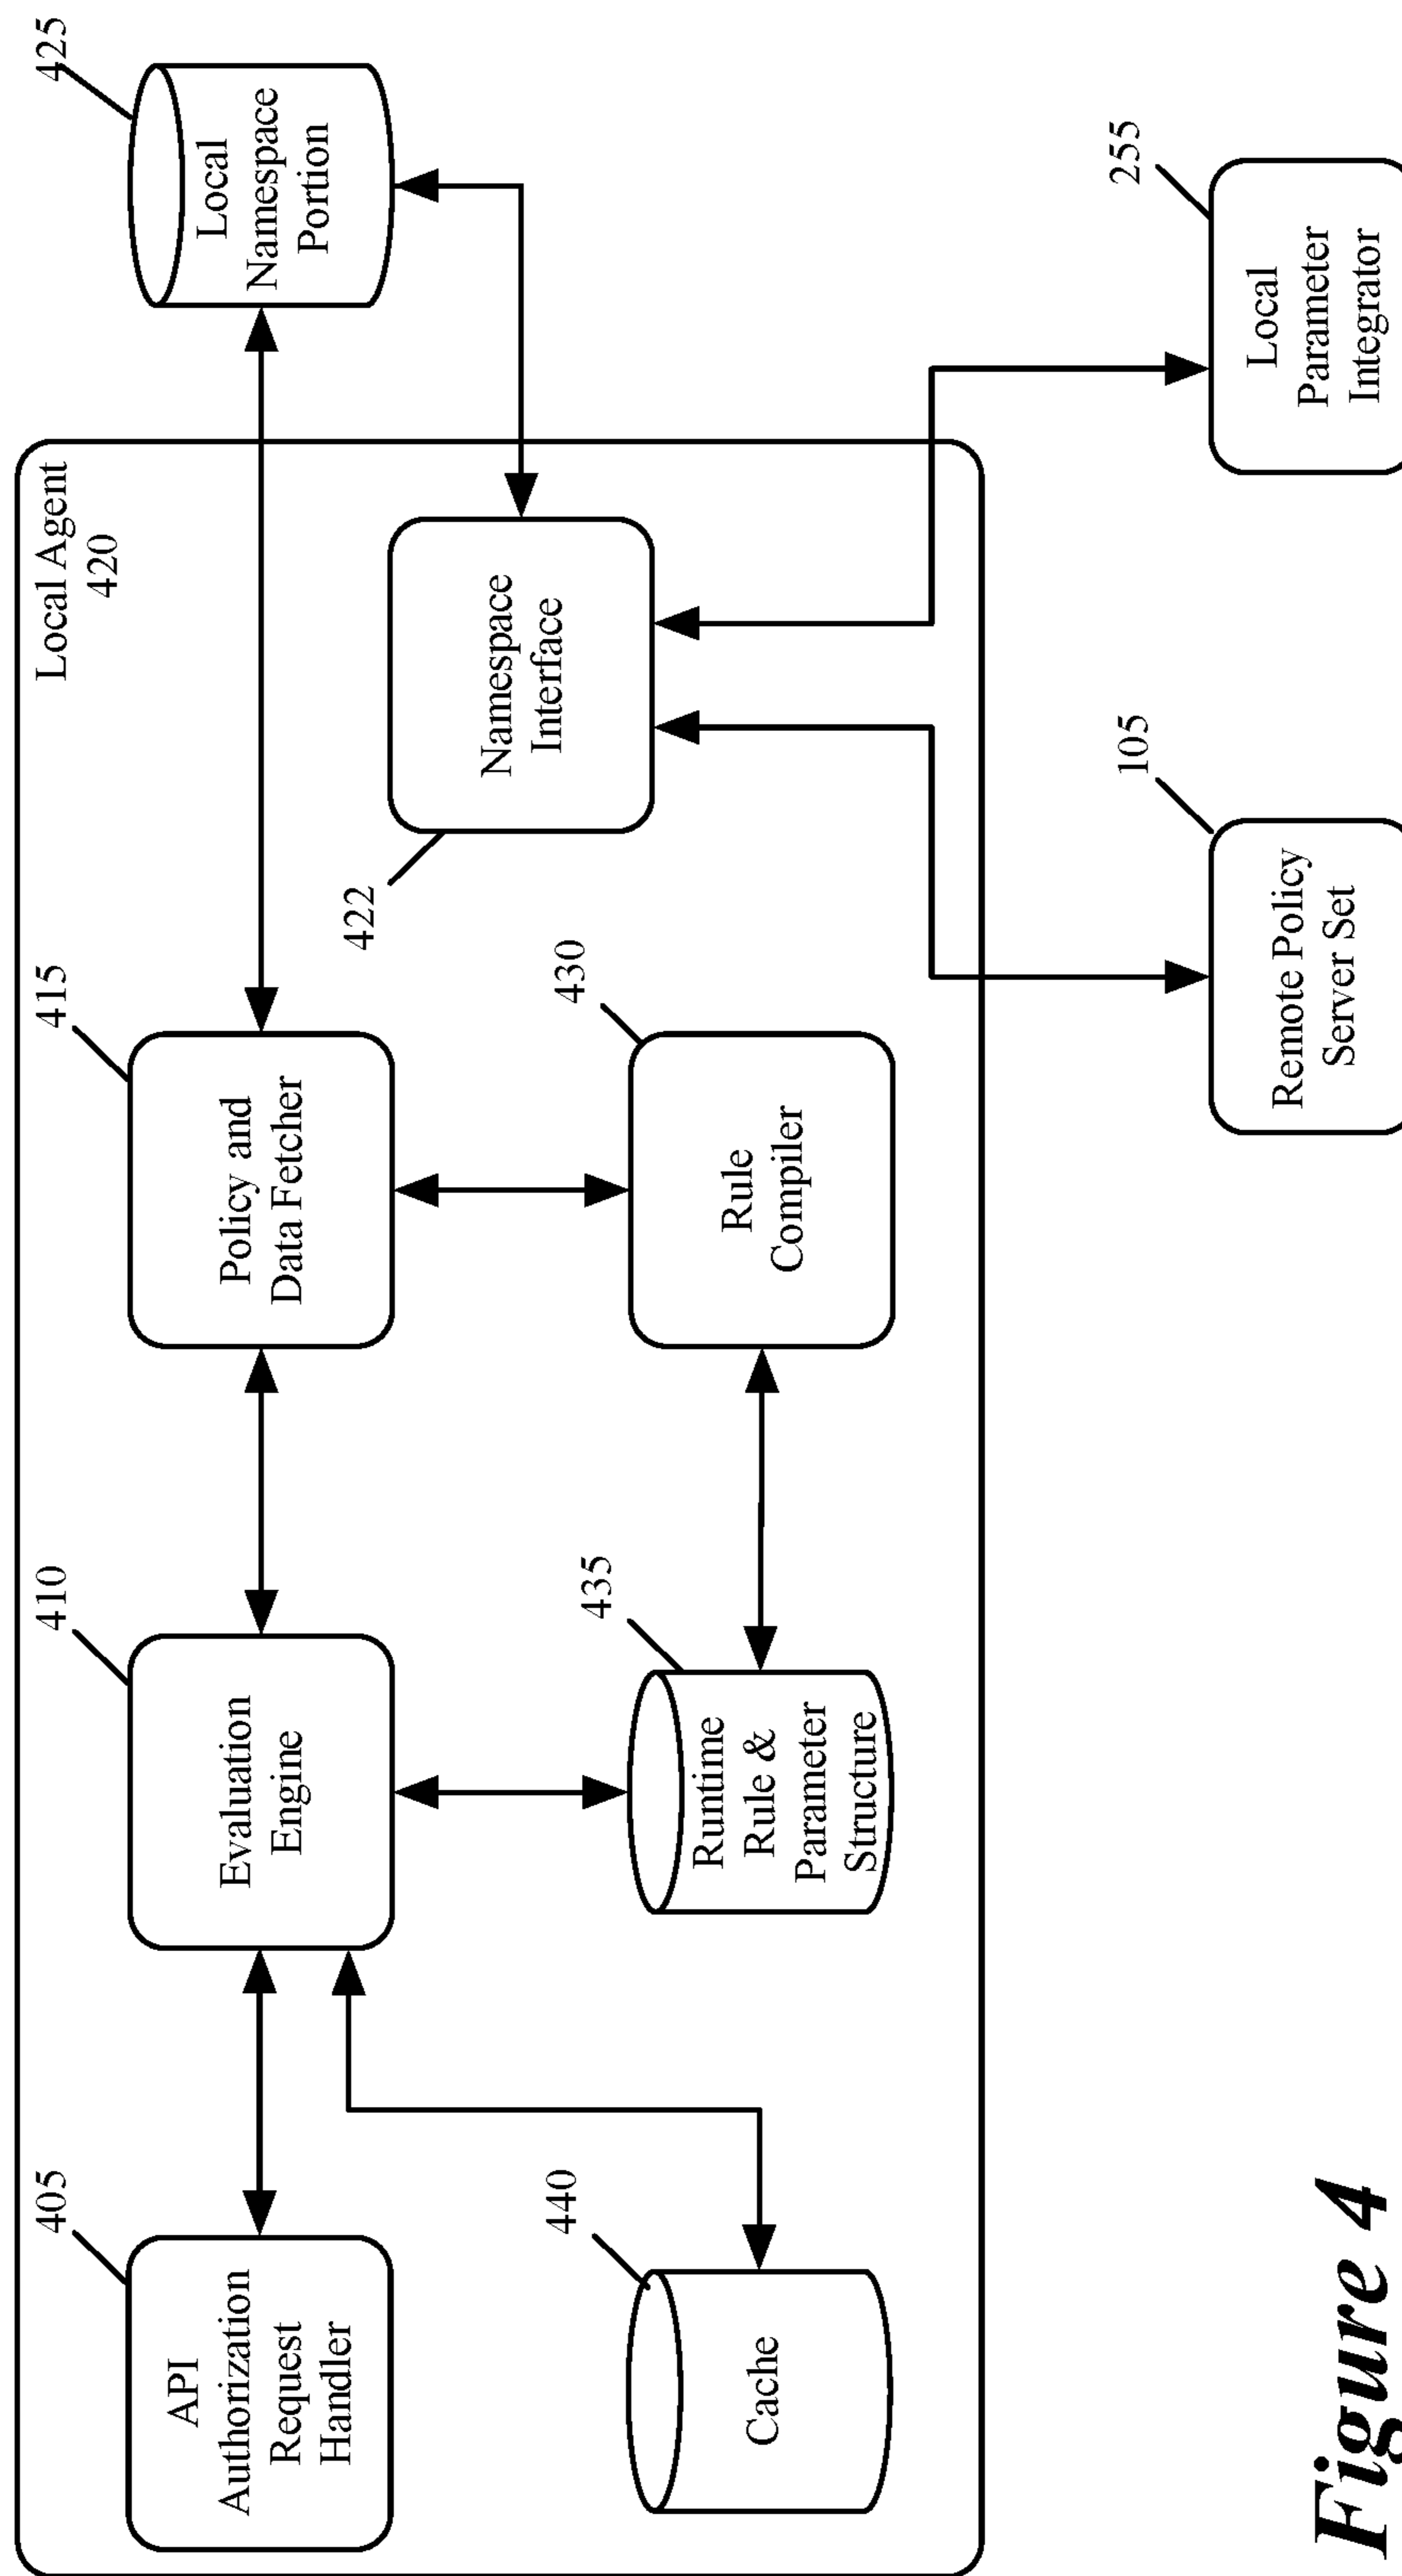 Local Agent
420
405
API
Authorization
Request
Handler
410
Evaluation
Engine
415
Policy and
Data Fetcher
425
Local
Namespace
Portion
422
Namespace
Interface
440
Cache
435
Runtime
Rule &
Parameter
Structure
430
Rule
Compiler
105
Remote Policy
Server Set
255
Local
Parameter
Integrator
Figure 4